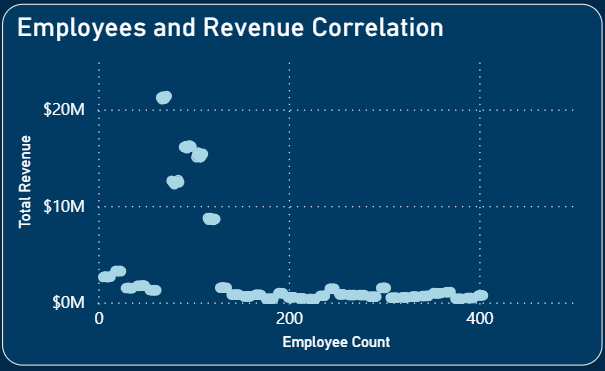 Employees and Revenue Correlation
$20M
$10M
$0M
Total Revenue
0 200 400
Employee Count